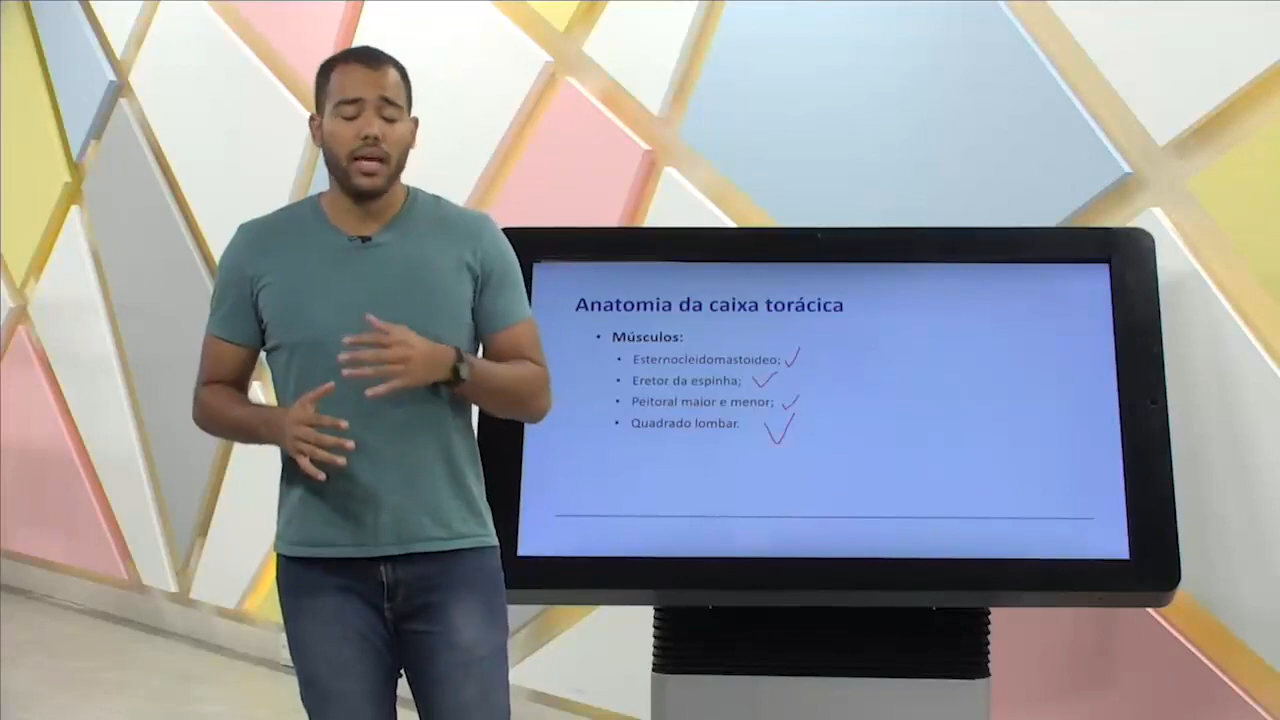 Anatomia da caixa torácica
• Músculos:
• Esternocleidomastoideo;
• Eretor da espinha;
• Peitoral maior e menor;
• Quadrado lombar.